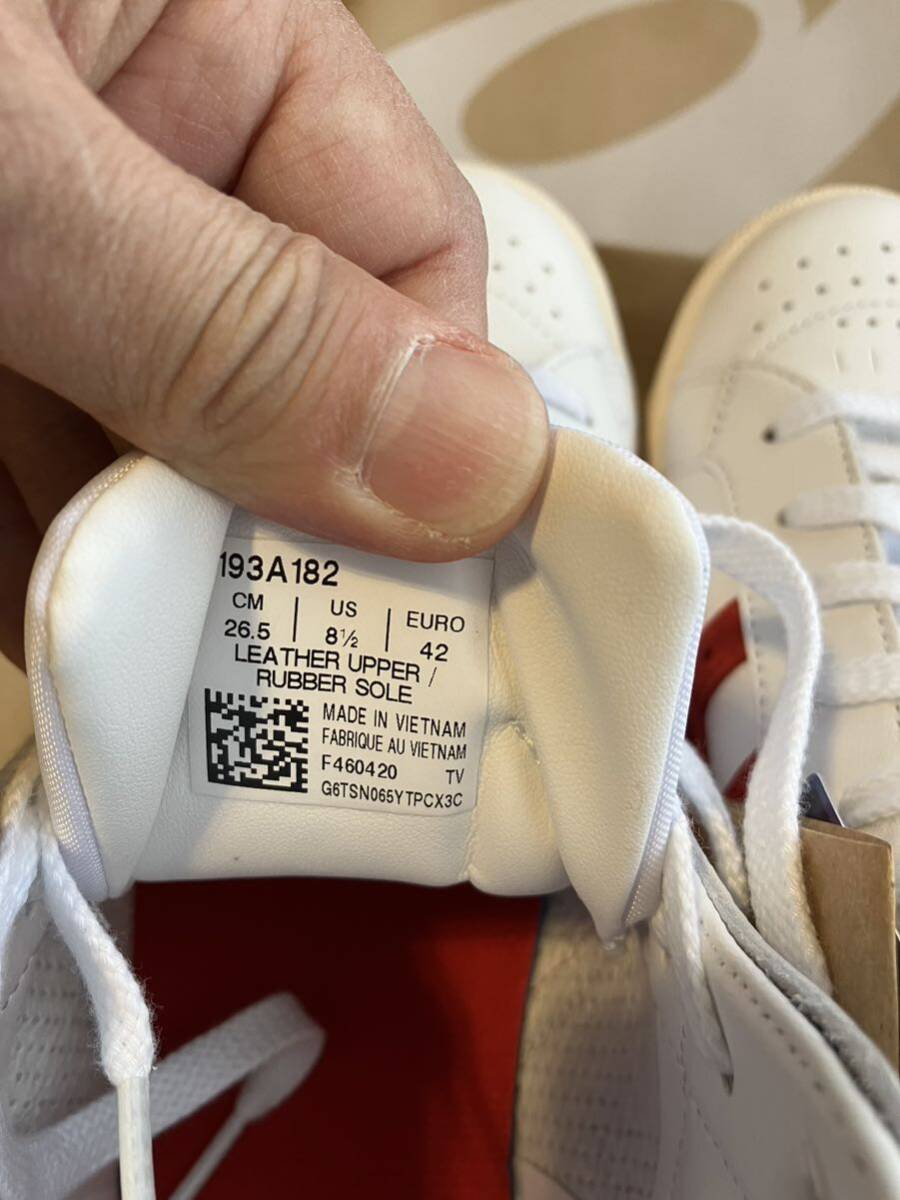 193A182
CM | US | EURO
26.5 | 8½ | 42
LEATHER UPPER /
RUBBER SOLE
MADE IN VIETNAM
FABRIQUE AU VIETNAM
F460420 TV
G6TSN065YTPCX3C